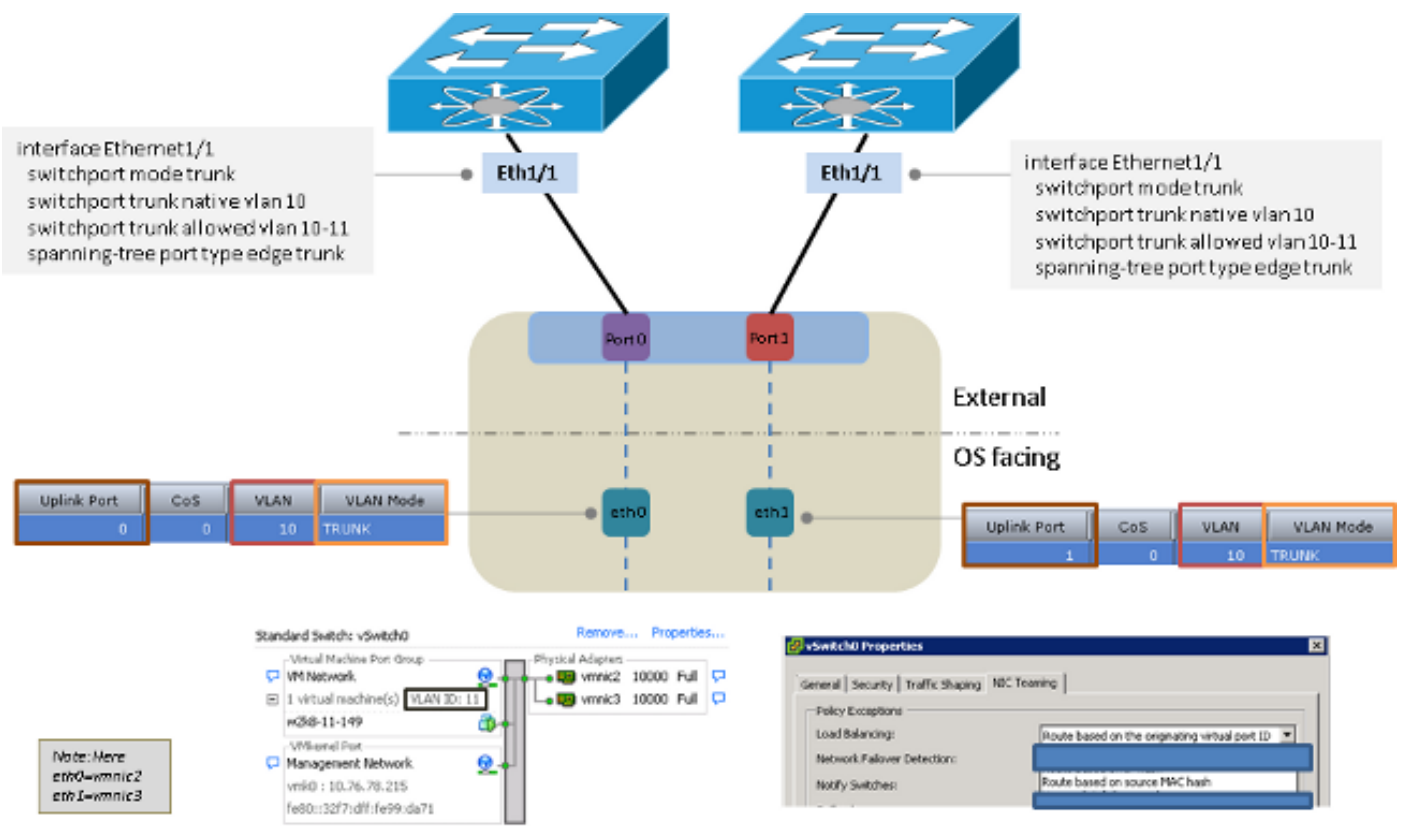 interface Ethernet1/1
switchport mode trunk
switchport trunk native vlan 10
switchport trunk allowed vlan 10-11
spanning-tree port type edge trunk
Eth1/1
Eth1/1
interface Ethernet1/1
switchport mode trunk
switchport trunk native vlan 10
switchport trunk allowed vlan 10-11
spanning-tree port type edge trunk
Port 0
Port 1
External
OS facing
Uplink Port CoS VLAN VLAN Mode
0 0 10 TRUNK
eth0
eth1
Uplink Port CoS VLAN VLAN Mode
1 0 10 TRUNK
Standard Switch: vSwitch0 Remove... Properties...
Virtual Machine Port Group
VM Network
1 virtual machine(s) VLAN ID: 11
w2k8-11-149
VMkernel Port
Management Network
vmk0 : 10.76.78.215
fe80::32f7:dff:fe99:da71
Physical Adapters
vmnic2 10000 Full
vmnic3 10000 Full
vSwitch0 Properties
General Security Traffic Shaping NIC Teaming
Policy Exceptions
Load Balancing: Route based on the originating virtual port ID
Network Failover Detection:
Notify Switches: Route based on source MAC hash
Note: Here
eth0=vmnic2
eth1=vmnic3